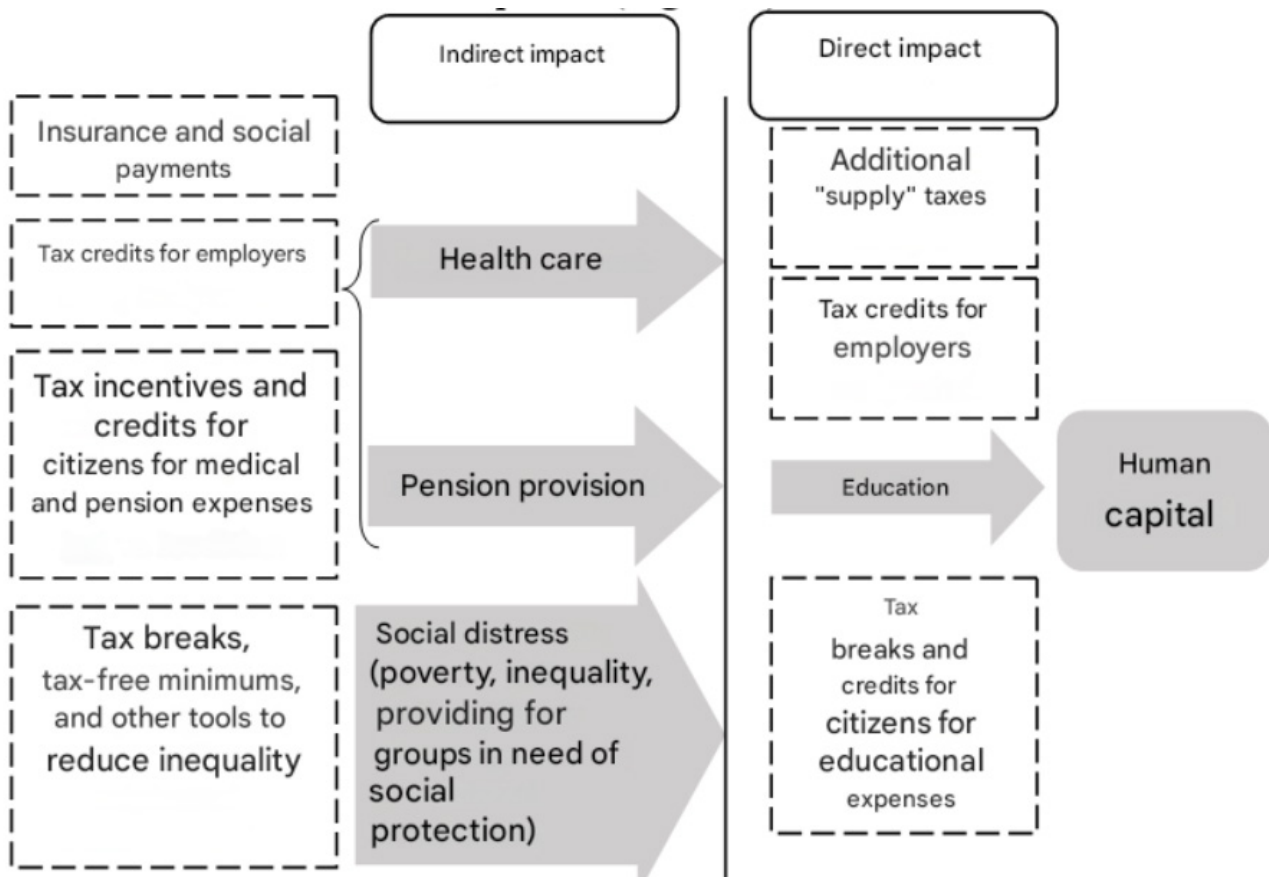 Indirect impact
Direct impact
Insurance and social
payments
Tax credits for employers
Tax incentives and
credits for
citizens for medical
and pension expenses
Tax breaks,
tax-free minimums,
and other tools to
reduce inequality
Health care
Pension provision
Social distress
(poverty, inequality,
providing for
groups in need of
social
protection)
Additional
"supply" taxes
Tax credits for
employers
Education
Tax
breaks and
credits for
citizens for
educational
expenses
Human
capital